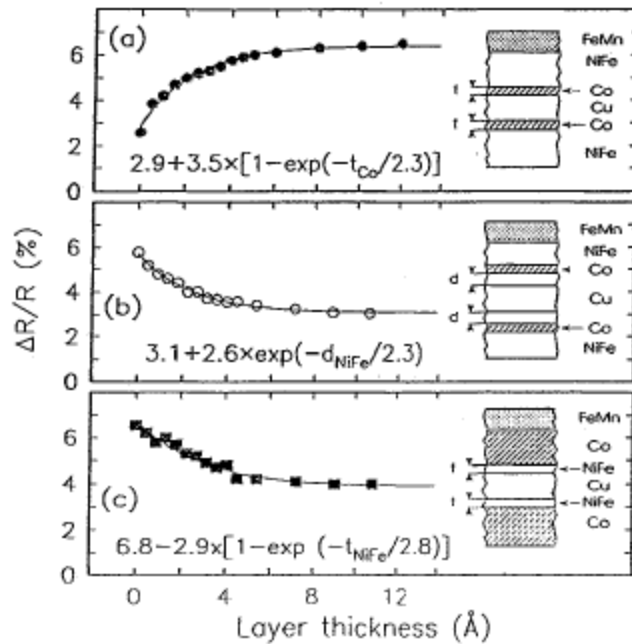 (a)
6
4
2
0
2.9+3.5×[1−exp(−t_Co/2.3)]
FeMn
NiFe
t
Co
Cu
t
Co
NiFe
ΔR/R (%)
(b)
6
4
2
0
3.1+2.6×exp(−d_NiFe/2.3)
FeMn
NiFe
Co
d
Cu
d
Co
NiFe
(c)
6
4
2
0
6.8−2.9x[1−exp (−t_NiFe/2.8)]
FeMn
Co
t
NiFe
Cu
t
NiFe
Co
0 4 8 12
Layer thickness (Å)